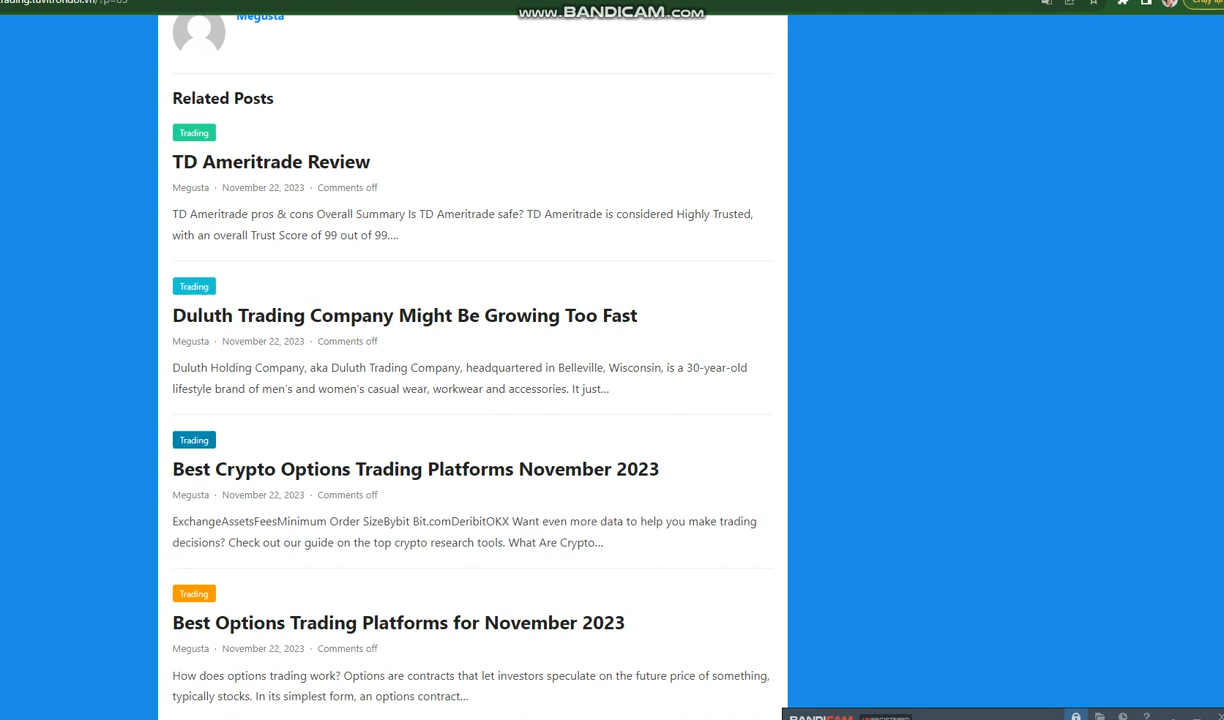 trading.tuvitrondoi.vn/?p=85
www.BANDICAM.com
Megusta
Related Posts
Trading
TD Ameritrade Review
Megusta · November 22, 2023 · Comments off
TD Ameritrade pros & cons Overall Summary Is TD Ameritrade safe? TD Ameritrade is considered Highly Trusted,
with an overall Trust Score of 99 out of 99....
Trading
Duluth Trading Company Might Be Growing Too Fast
Megusta · November 22, 2023 · Comments off
Duluth Holding Company, aka Duluth Trading Company, headquartered in Belleville, Wisconsin, is a 30-year-old
lifestyle brand of men's and women's casual wear, workwear and accessories. It just...
Trading
Best Crypto Options Trading Platforms November 2023
Megusta · November 22, 2023 · Comments off
ExchangeAssetsFeesMinimum Order SizeBybit Bit.comDeribitOKX Want even more data to help you make trading
decisions? Check out our guide on the top crypto research tools. What Are Crypto...
Trading
Best Options Trading Platforms for November 2023
Megusta · November 22, 2023 · Comments off
How does options trading work? Options are contracts that let investors speculate on the future price of something,
typically stocks. In its simplest form, an options contract...
BANDICAM UNREGISTERED